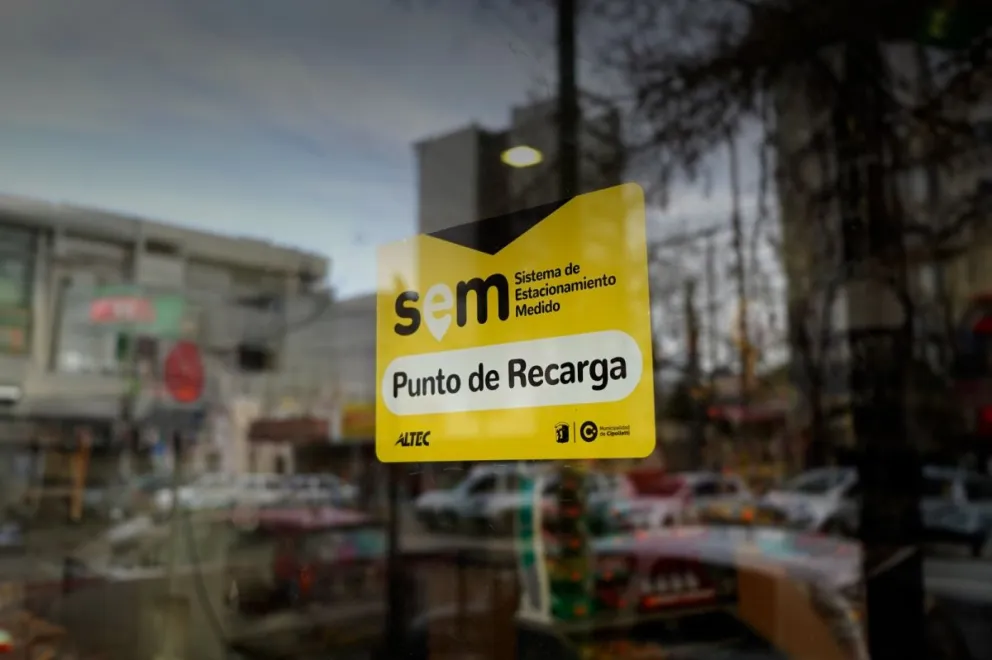 sem
Sistema de
Estacionamiento
Medido
Punto de Recarga
ALTEC
Municipalidad
de Cipolletti